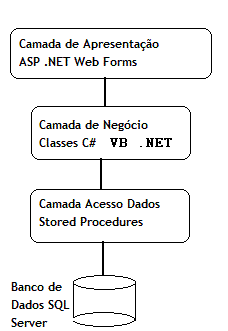 Camada de Apresentação
ASP .NET Web Forms
Camada de Negócio
Classes C# VB .NET
Camada Acesso Dados
Stored Procedures
Banco de
Dados SQL
Server